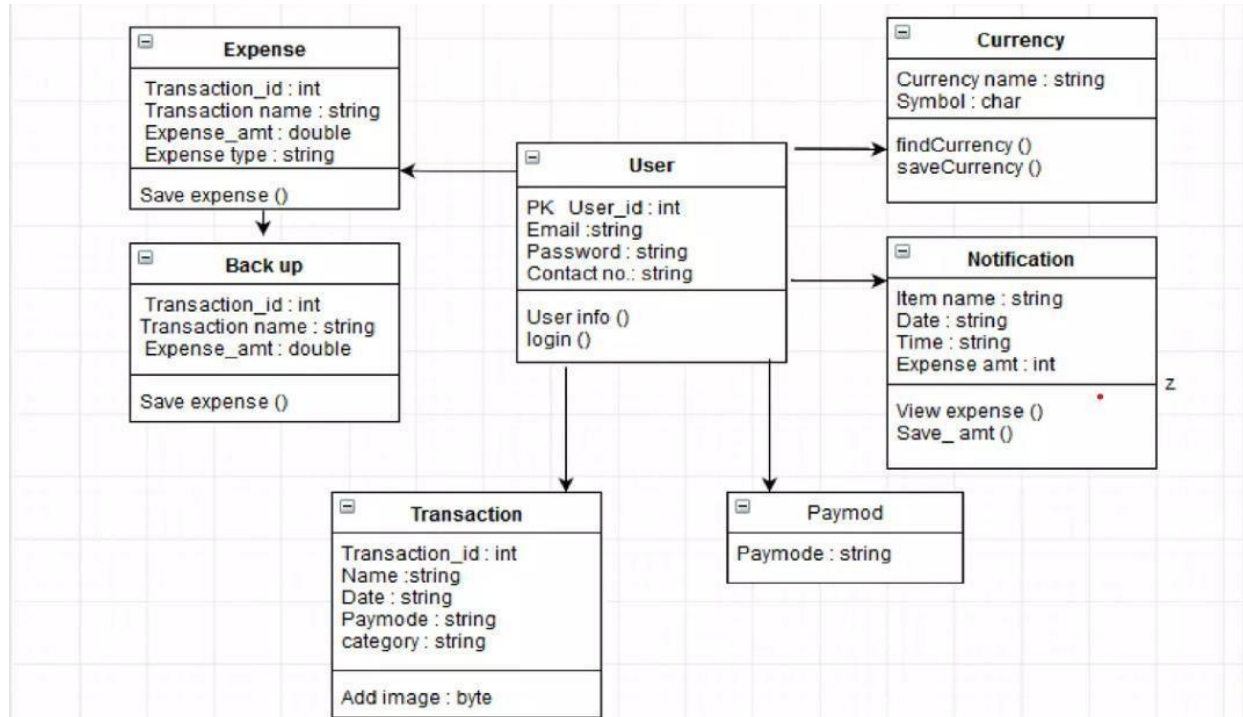 Expense
Transaction_id : int
Transaction name : string
Expense_amt : double
Expense type : string
Save expense ()
Back up
Transaction_id : int
Transaction name : string
Expense_amt : double
Save expense ()
User
PK User_id : int
Email :string
Password : string
Contact no.: string
User info ()
login ()
Currency
Currency name : string
Symbol : char
findCurrency ()
saveCurrency ()
Notification
Item name : string
Date : string
Time : string
Expense amt : int
View expense ()
Save_ amt ()
z
Transaction
Transaction_id : int
Name :string
Date : string
Paymode : string
category : string
Add image : byte
Paymod
Paymode : string